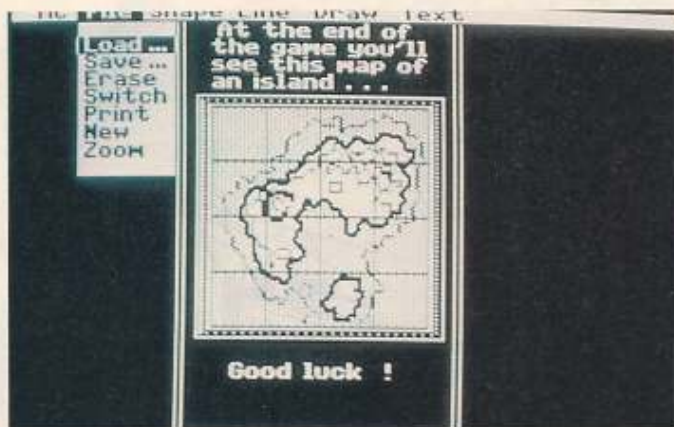 File Shape Line Draw Text
Load ...
Save ...
Erase
Switch
Print
New
Zoom
At the end of
the game you'll
see this map of
an island ...
Good luck !